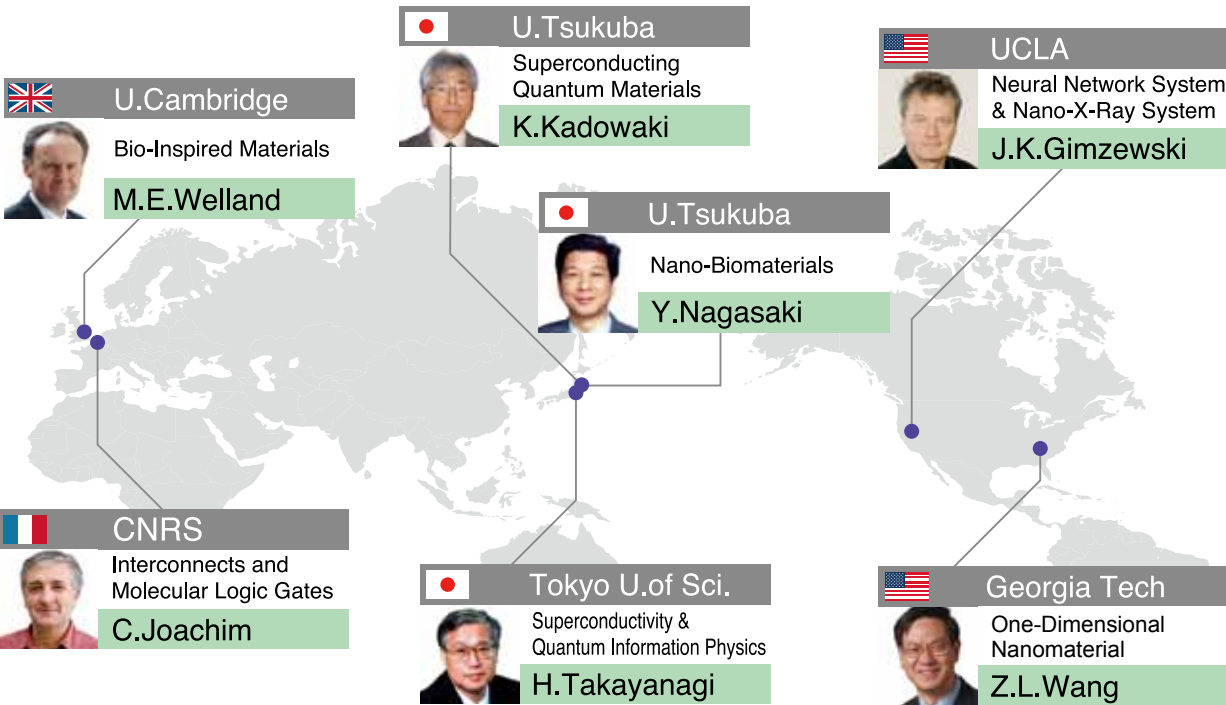 U.Tsukuba
Superconducting
Quantum Materials
K.Kadowaki
UCLA
Neural Network System
& Nano-X-Ray System
J.K.Gimzewski
U.Cambridge
Bio-Inspired Materials
M.E.Welland
U.Tsukuba
Nano-Biomaterials
Y.Nagasaki
CNRS
Interconnects and
Molecular Logic Gates
C.Joachim
Tokyo U.of Sci.
Superconductivity &
Quantum Information Physics
H.Takayanagi
Georgia Tech
One-Dimensional
Nanomaterial
Z.L.Wang